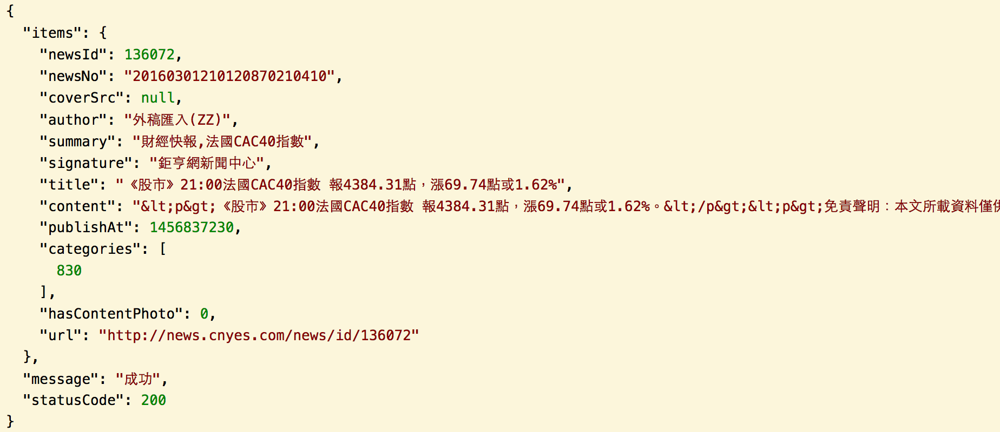 {
  "items": {
    "newsId": 136072,
    "newsNo": "20160301210120870210410",
    "coverSrc": null,
    "author": "外稿匯入(ZZ)",
    "summary": "財經快報,法國CAC40指數",
    "signature": "鉅亨網新聞中心",
    "title": "《股市》21:00法國CAC40指數 報4384.31點，漲69.74點或1.62%",
    "content": "&lt;p&gt;《股市》21:00法國CAC40指數 報4384.31點，漲69.74點或1.62%。&lt;/p&gt;&lt;p&gt;免責聲明：本文所載資料僅供
    "publishAt": 1456837230,
    "categories": [
      830
    ],
    "hasContentPhoto": 0,
    "url": "http://news.cnyes.com/news/id/136072"
  },
  "message": "成功",
  "statusCode": 200
}